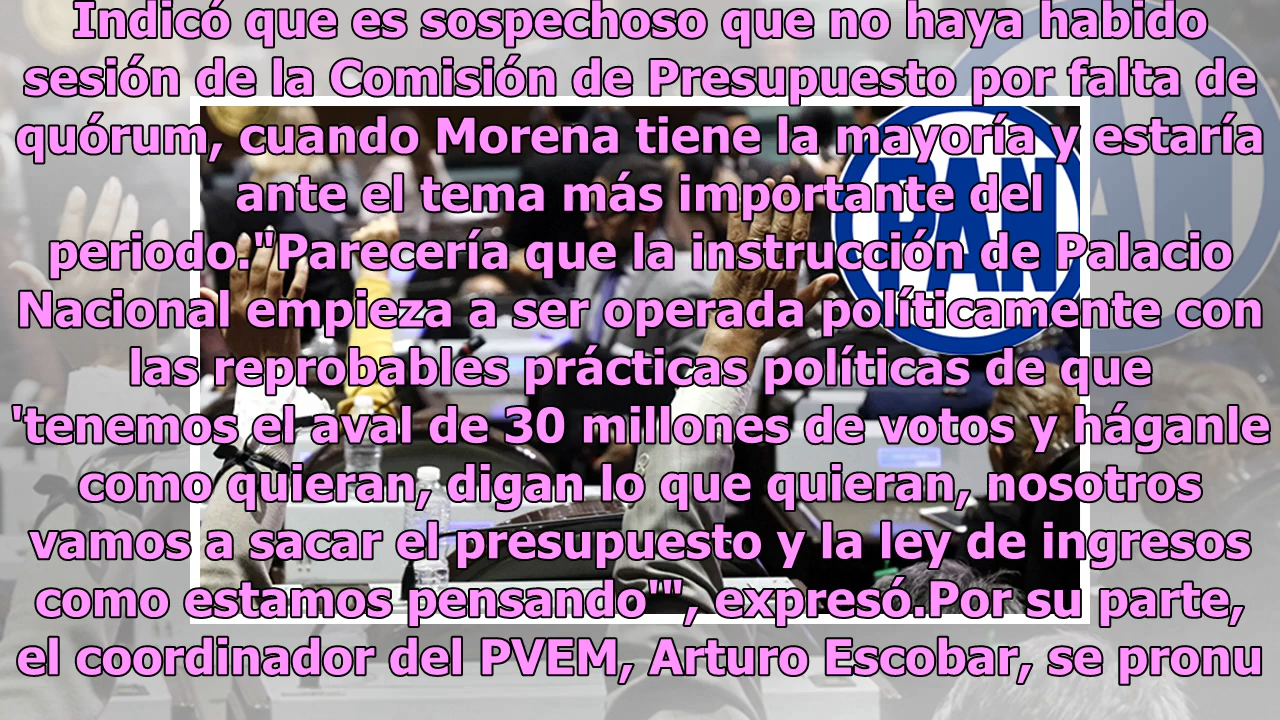 Indicó que es sospechoso que no haya habido
sesión de la Comisión de Presupuesto por falta de
quórum, cuando Morena tiene la mayoría y estaría
ante el tema más importante del
periodo."Parecería que la instrucción de Palacio
Nacional empieza a ser operada políticamente con
las reprobables prácticas políticas de que
'tenemos el aval de 30 millones de votos y háganle
como quieran, digan lo que quieran, nosotros
vamos a sacar el presupuesto y la ley de ingresos
como estamos pensando'", expresó.Por su parte,
el coordinador del PVEM, Arturo Escobar, se pronu
PAN
PAN